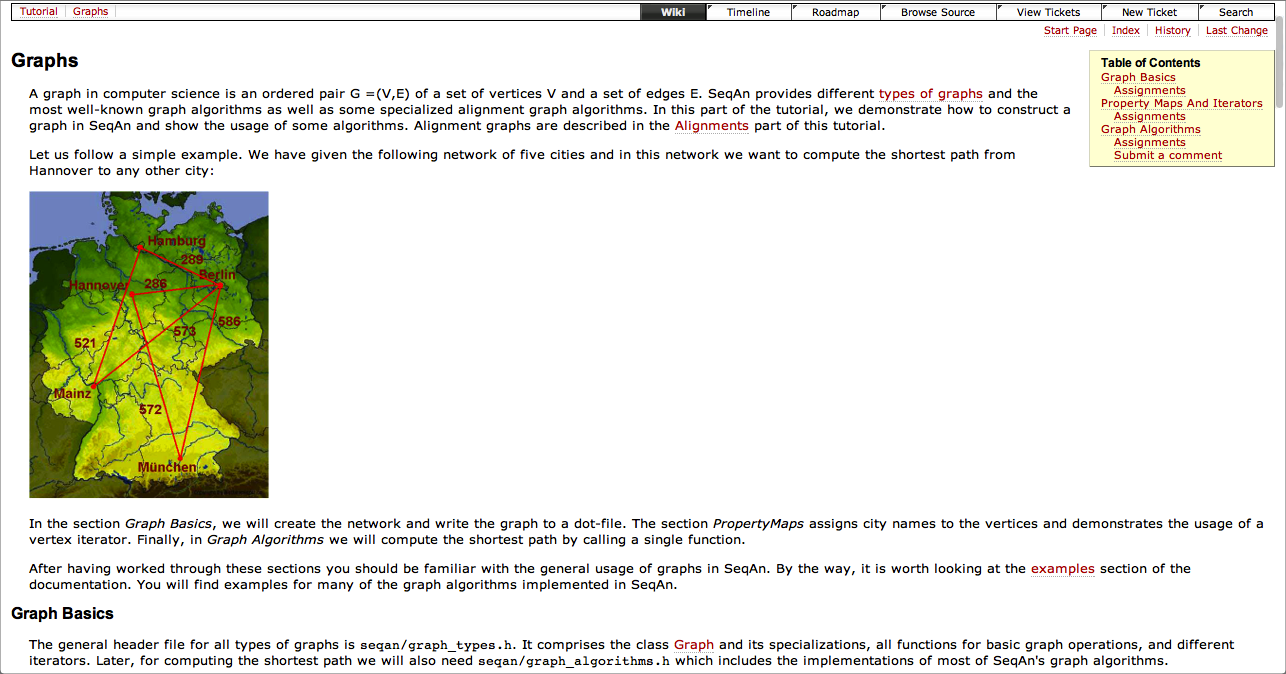 Tutorial Graphs
Wiki Timeline Roadmap Browse Source View Tickets New Ticket Search
Start Page Index History Last Change
Graphs
Table of Contents
Graph Basics
Assignments
Property Maps And Iterators
Assignments
Graph Algorithms
Assignments
Submit a comment
A graph in computer science is an ordered pair G =(V,E) of a set of vertices V and a set of edges E. SeqAn provides different types of graphs and the
most well-known graph algorithms as well as some specialized alignment graph algorithms. In this part of the tutorial, we demonstrate how to construct a
graph in SeqAn and show the usage of some algorithms. Alignment graphs are described in the Alignments part of this tutorial.
Let us follow a simple example. We have given the following network of five cities and in this network we want to compute the shortest path from
Hannover to any other city:
Hamburg
289
Berlin
Hannover 286
586
573
521
Mainz
572
München
In the section Graph Basics, we will create the network and write the graph to a dot-file. The section PropertyMaps assigns city names to the vertices and demonstrates the usage of a
vertex iterator. Finally, in Graph Algorithms we will compute the shortest path by calling a single function.
After having worked through these sections you should be familiar with the general usage of graphs in SeqAn. By the way, it is worth looking at the examples section of the
documentation. You will find examples for many of the graph algorithms implemented in SeqAn.
Graph Basics
The general header file for all types of graphs is seqan/graph_types.h. It comprises the class Graph and its specializations, all functions for basic graph operations, and different
iterators. Later, for computing the shortest path we will also need seqan/graph_algorithms.h which includes the implementations of most of SeqAn's graph algorithms.